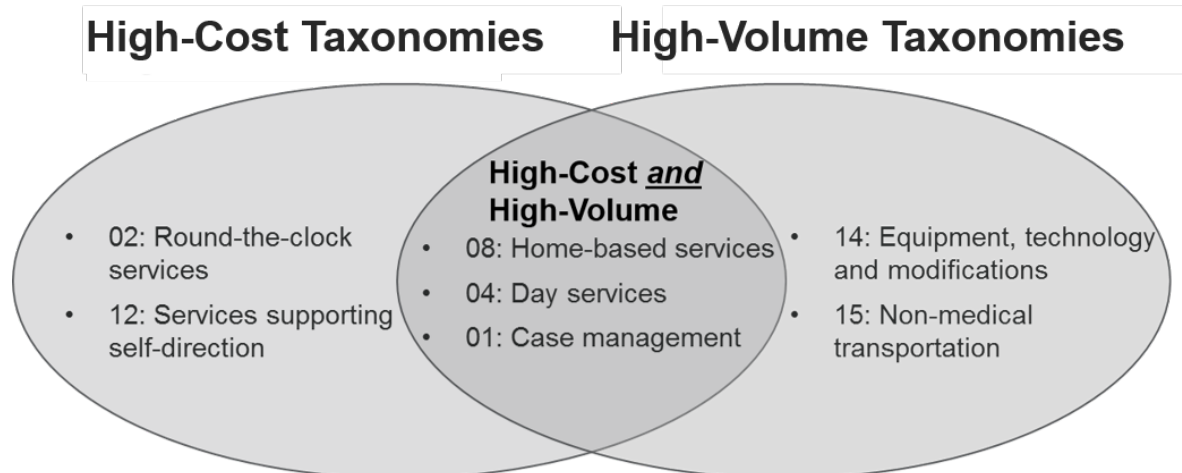 High-Cost Taxonomies
High-Volume Taxonomies
• 02: Round-the-clock
services
• 12: Services supporting
self-direction
High-Cost and
High-Volume
• 08: Home-based services
• 04: Day services
• 01: Case management
• 14: Equipment, technology
and modifications
• 15: Non-medical
transportation